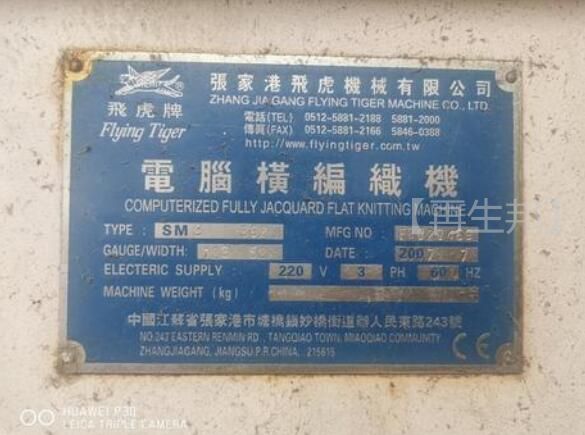 張家港飛虎機械有限公司
飛虎牌
Flying Tiger
ZHANG JIAGANG FLYING TIGER MACHINE CO., LTD.
電話(TEL) 0512-5881-2188 5881-2000
傳真(FAX) 0512-5881-2166 5846-0388
http://www.flyingtiger.com.tw
電腦橫編織機
COMPUTERIZED FULLY JACQUARD FLAT KNITTING MACHINE
【再生邦】
TYPE : SM
MFG NO
GAUGE/WIDTH:
DATE : 200
ELECTERIC SUPPLY : 220 V 3 PH 60 HZ
MACHINE WEIGHT (kg)
中國江蘇省張家港市塘橋鎮妙橋街道辦人民東路243號
NO.243 EASTERN RENMIN RD., TANGQIAO TOWN, MIAOQIAO COMMUNITY,
ZHANGJIAGANG, JIANGSU.P.R.CHINA. 215615
CE
HUAWEI P30
LEICA TRIPLE CAMERA